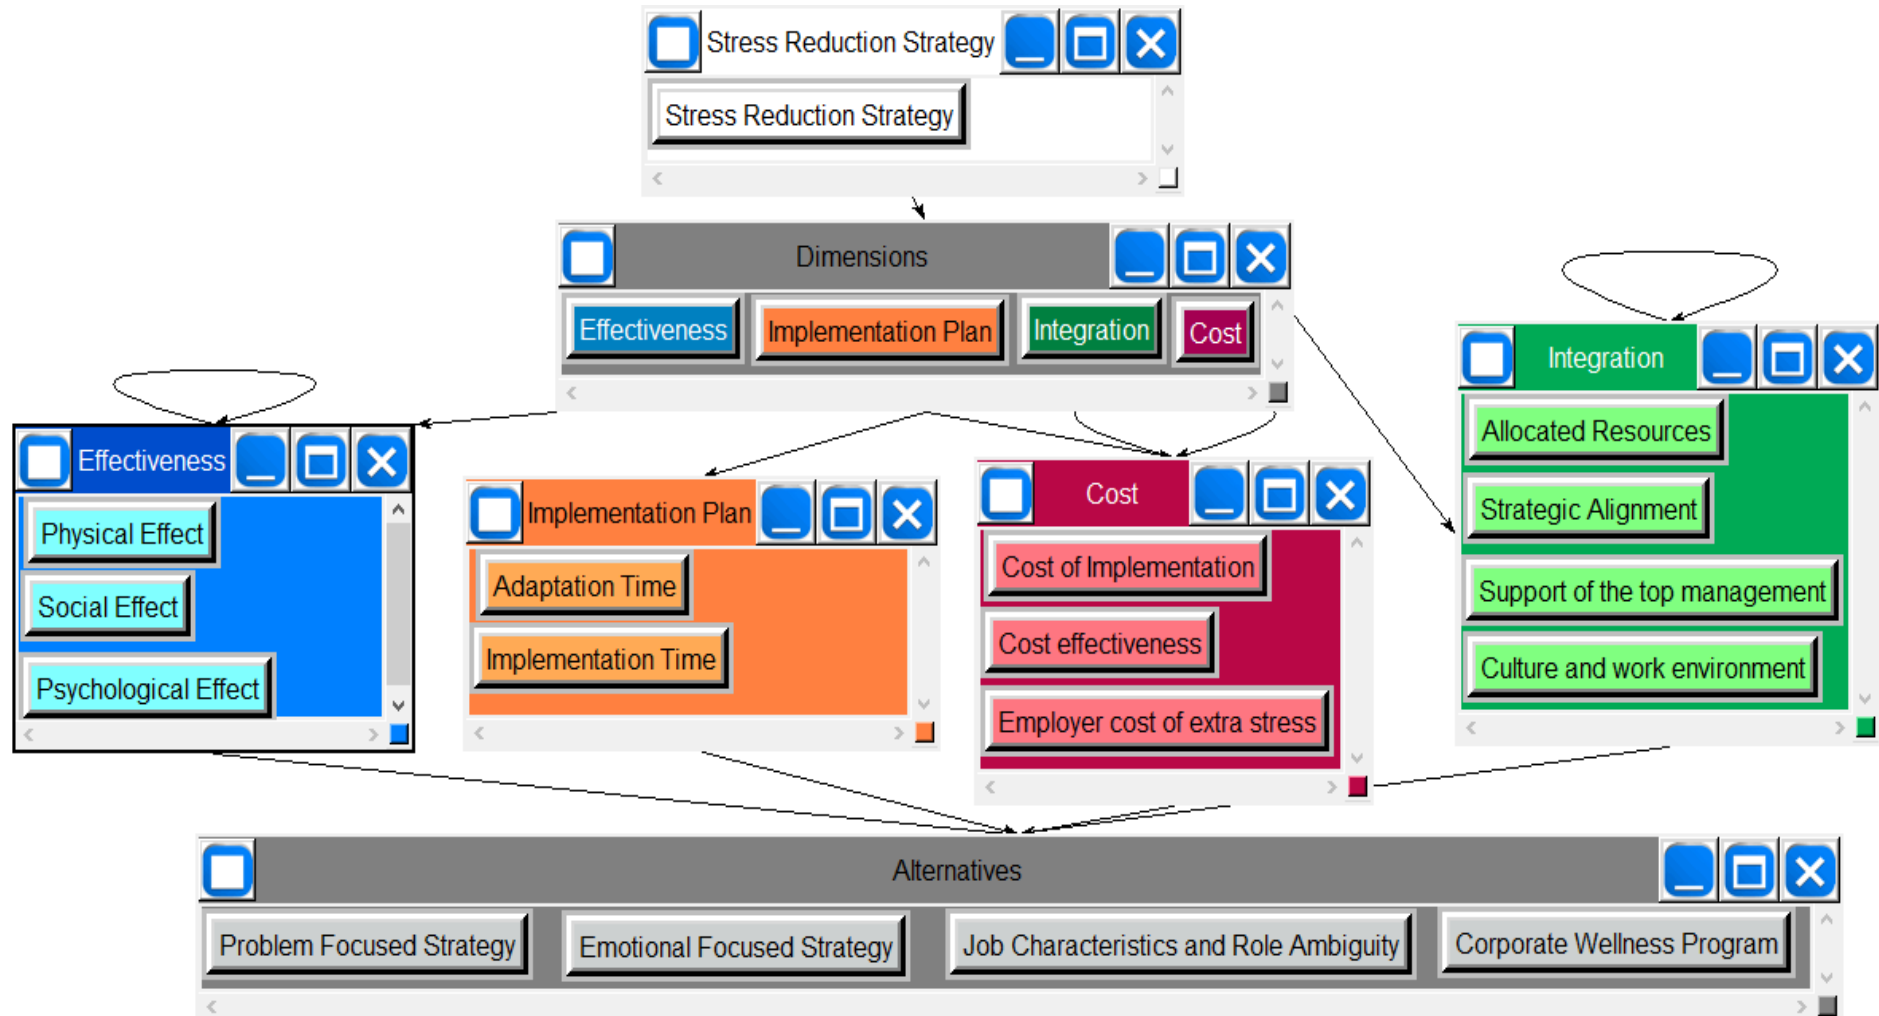 Stress Reduction Strategy
Stress Reduction Strategy
Dimensions
Effectiveness
Implementation Plan
Integration
Cost
Effectiveness
Physical Effect
Social Effect
Psychological Effect
Implementation Plan
Adaptation Time
Implementation Time
Cost
Cost of Implementation
Cost effectiveness
Employer cost of extra stress
Integration
Allocated Resources
Strategic Alignment
Support of the top management
Culture and work environment
Alternatives
Problem Focused Strategy
Emotional Focused Strategy
Job Characteristics and Role Ambiguity
Corporate Wellness Program